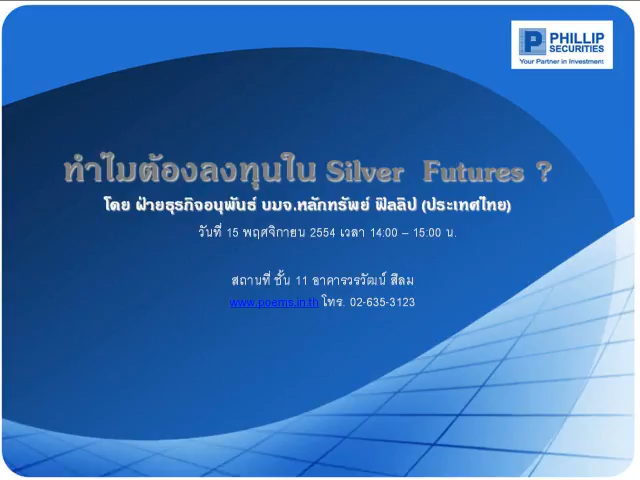 PHILLIP
SECURITIES
Your Partner in Investment
ทำไมต้องลงทุนใน Silver Futures ?
โดย ฝ่ายธุรกิจอนุพันธ์ บมจ.หลักทรัพย์ ฟิลลิป (ประเทศไทย)
วันที่ 15 พฤศจิกายน 2554 เวลา 14:00 – 15:00 น.
สถานที่ ชั้น 11 อาคารวรวัฒน์ สีลม
www.poems.in.th โทร. 02-635-3123